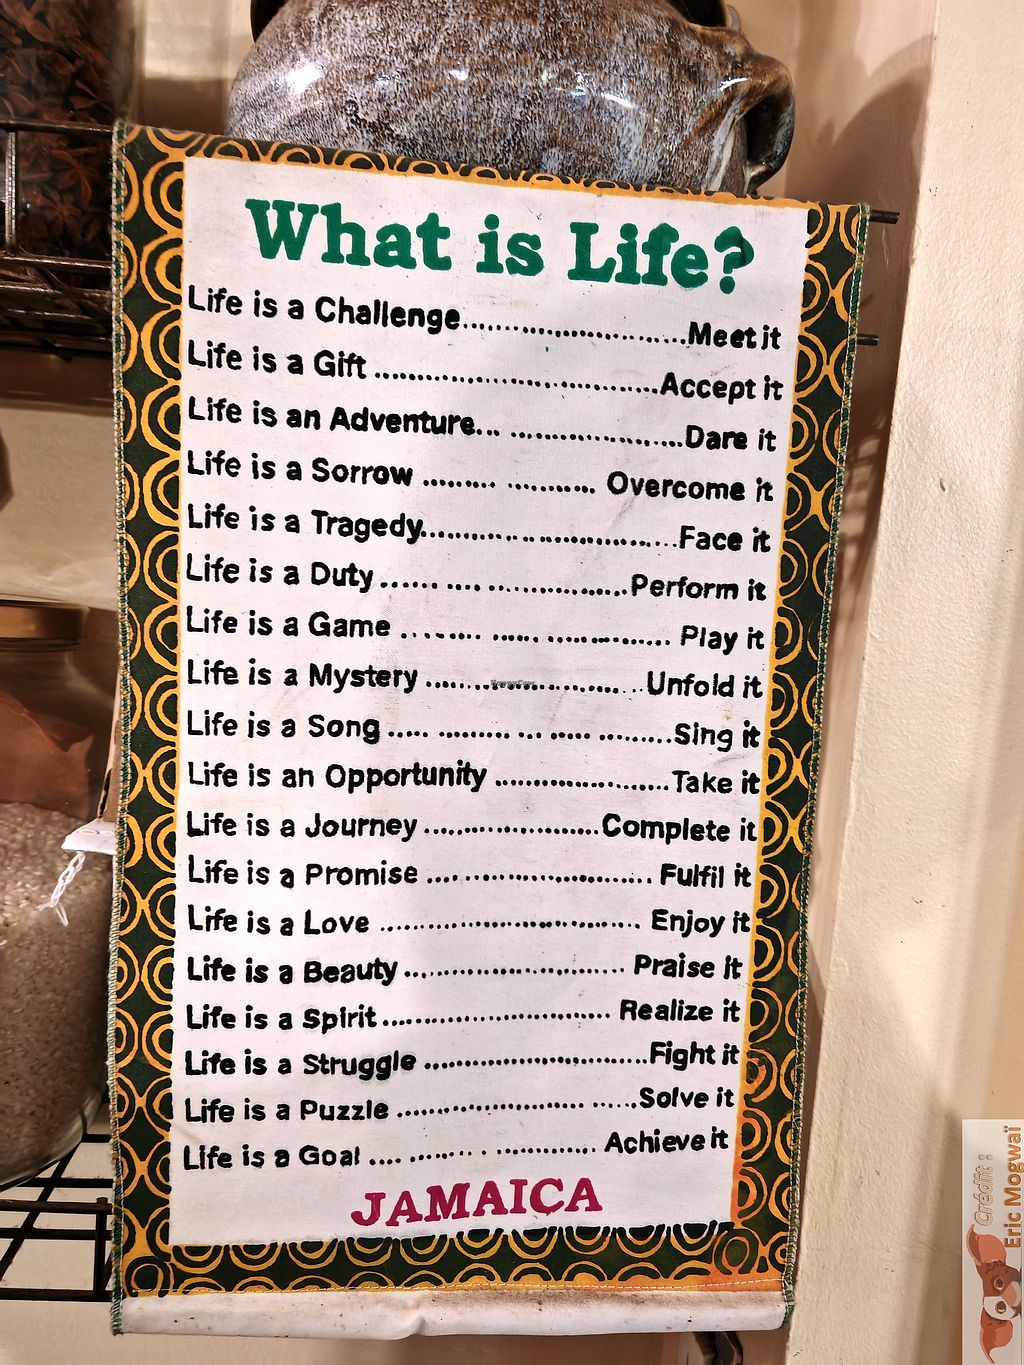 What is Life?
Life is a Challenge..............................Meet it
Life is a Gift ......................................Accept it
Life is an Adventure... .......................Dare it
Life is a Sorrow ......... ............ Overcome it
Life is a Tragedy..................................Face it
Life is a Duty ...... .... ...................Perform it
Life is a Game ......... ...... ................ Play it
Life is a Mystery .............................Unfold it
Life is a Song ..... ......... ... ..... .........Sing it
Life is an Opportunity .......................Take it
Life is a Journey .......................Complete it
Life is a Promise .... ........................ Fulfil it
Life is a Love .................................. Enjoy it
Life is a Beauty ............................. Praise it
Life is a Spirit .............................. Realize it
Life is a Struggle .............................Fight it
Life is a Puzzle ........................ ......Solve it
Life is a Goal .... ......... . ............. Achieve it
JAMAICA
HappyCow
Crédit :
Eric Mogwaï